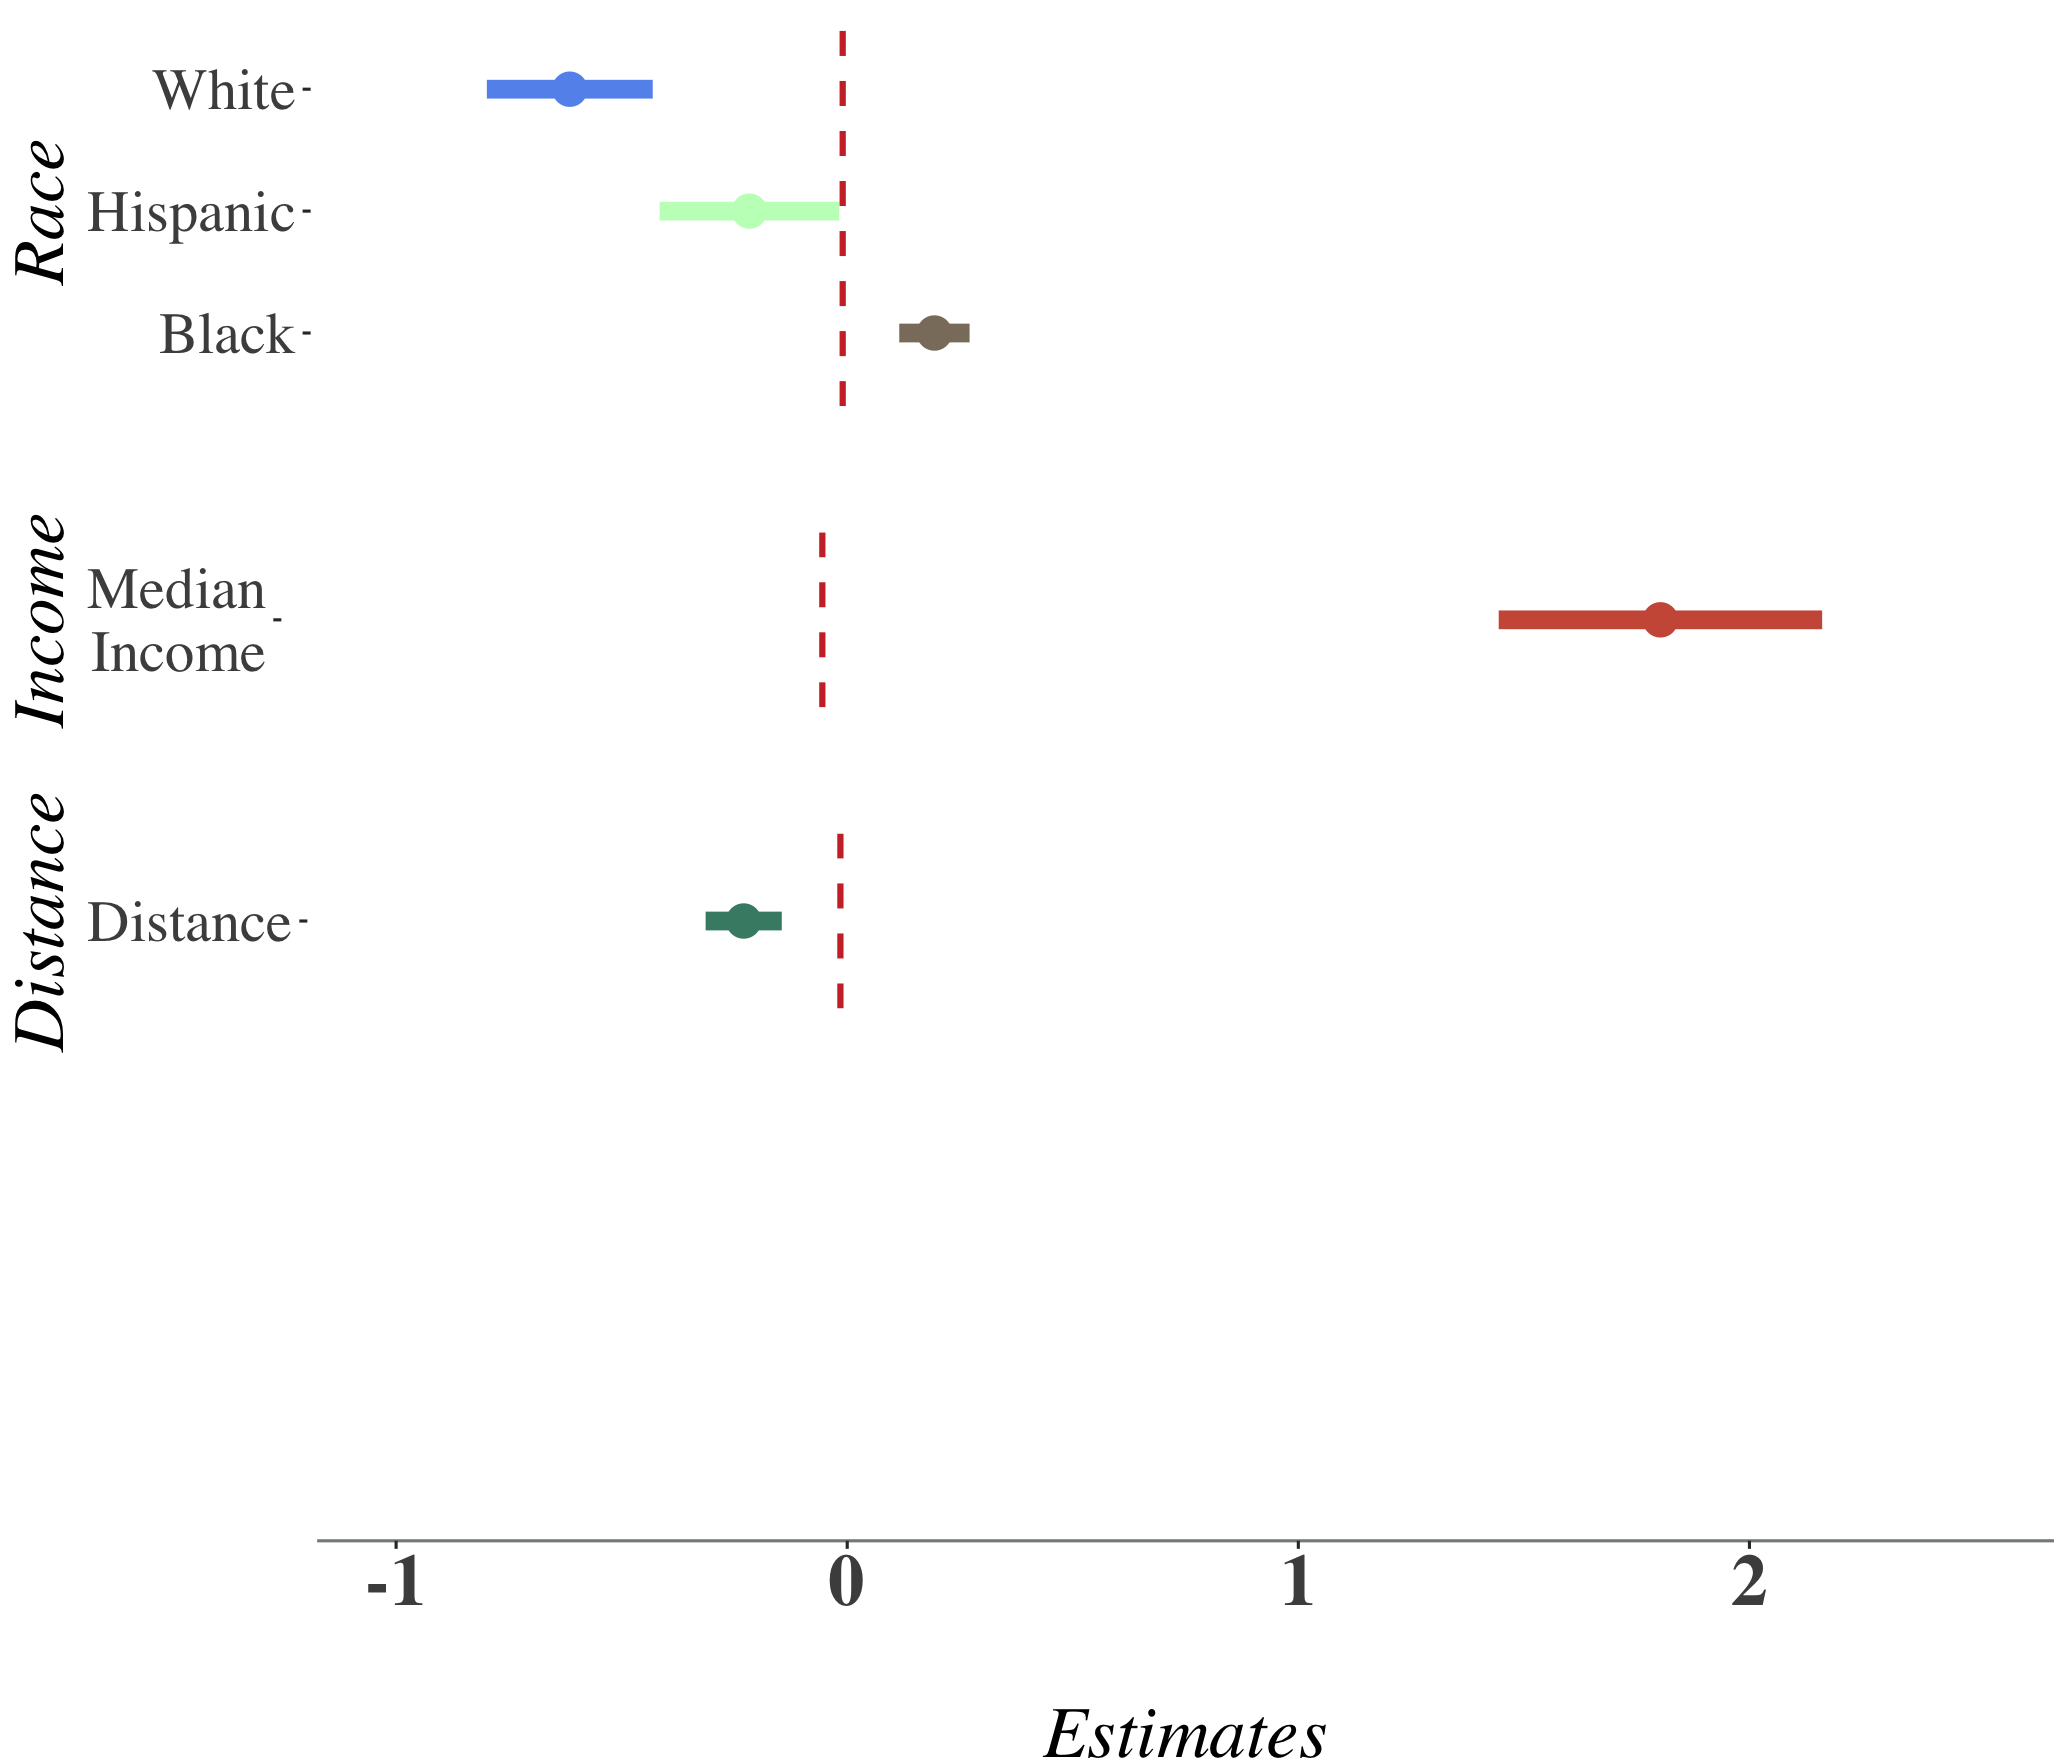 Race
White
Hispanic
Black
Income
Median
Income
Distance
Distance
-1 0 1 2
Estimates